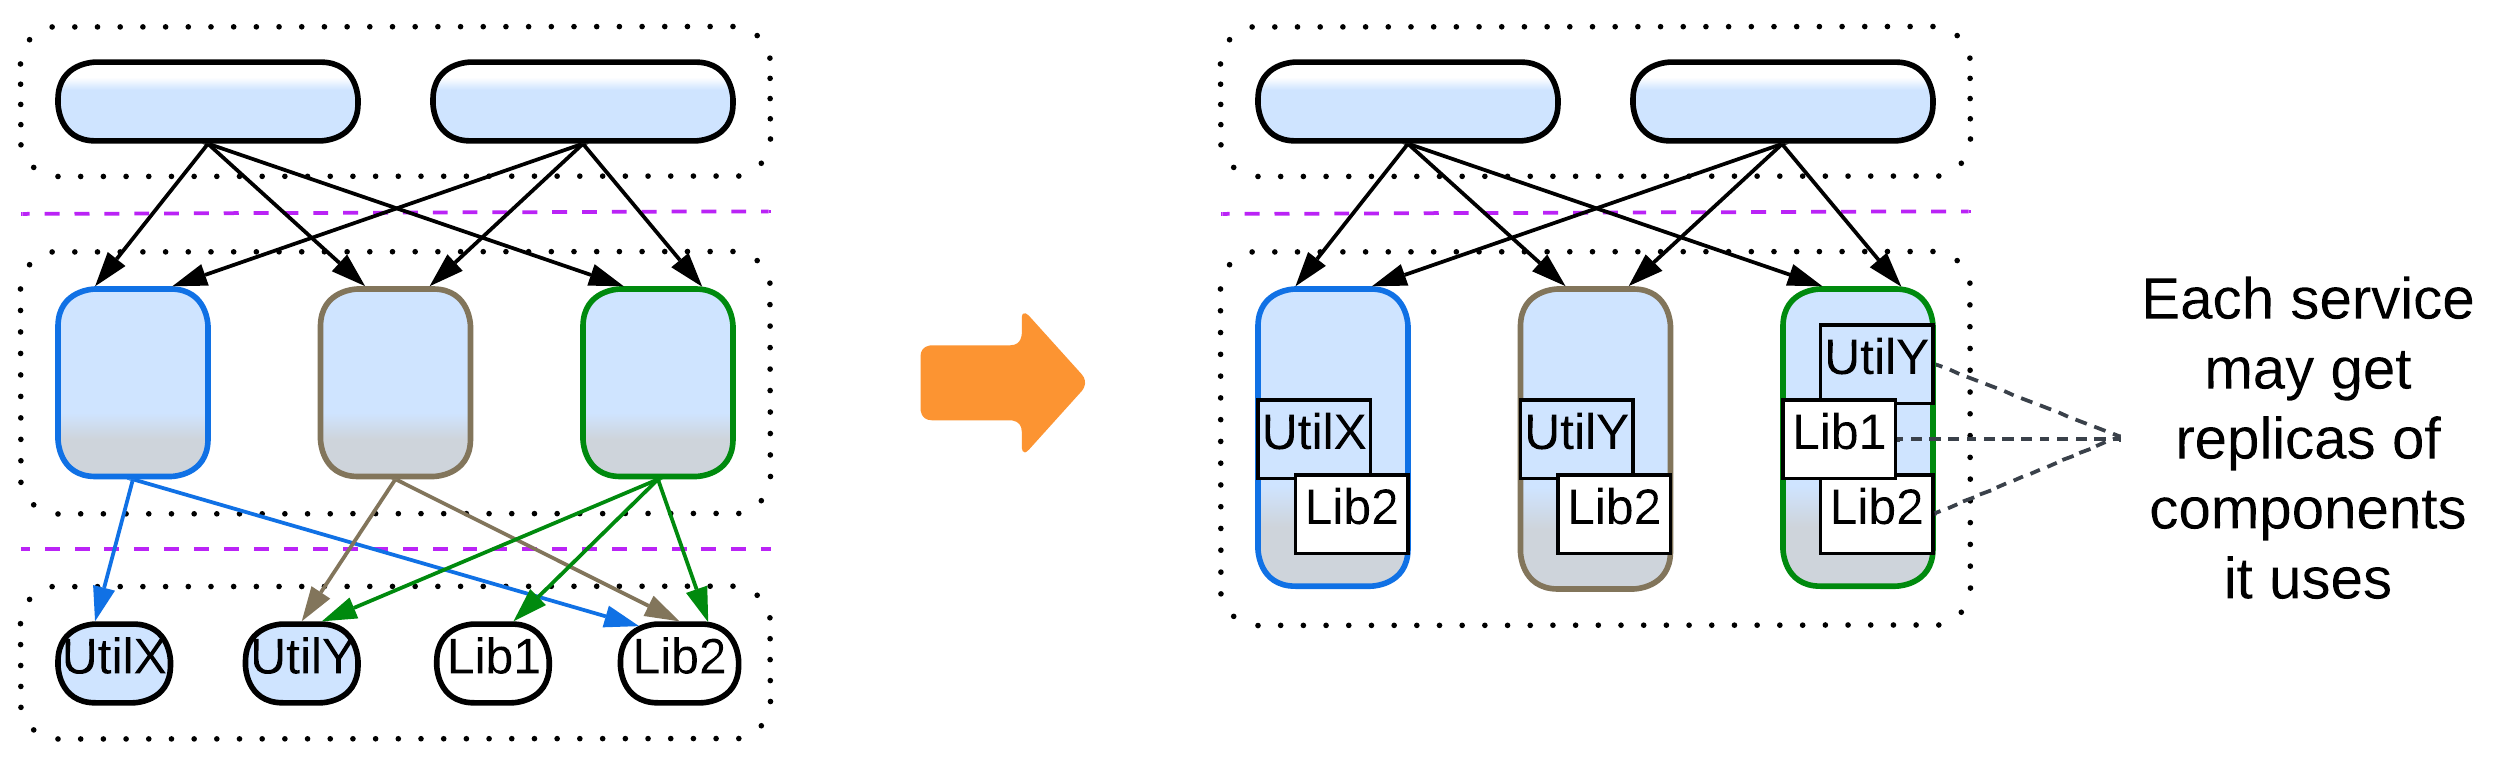 UtilX
UtilY
Lib1
Lib2
UtilX
Lib2
UtilY
Lib2
UtilY
Lib1
Lib2
Each service
may get
replicas of
components
it uses